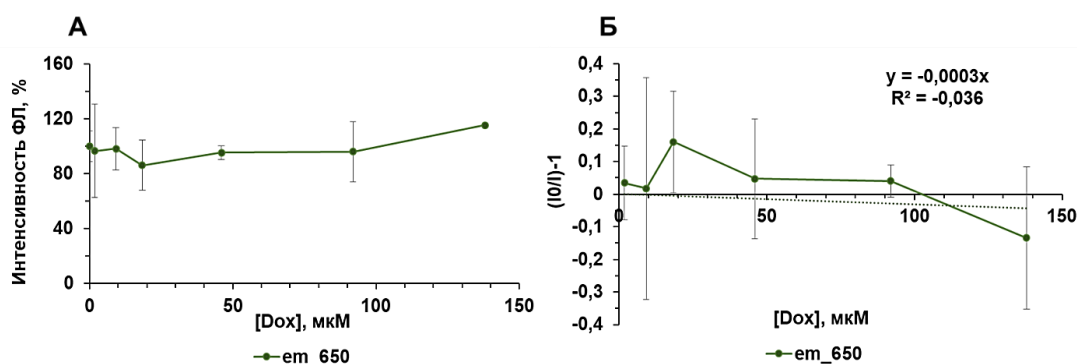 А
Интенсивность ФЛ, %
160
120
80
40
0
0
50
100
150
[Dox], мкМ
em_650
Б
(I0/I)-1
0,4
0,3
0,2
0,1
0
-0,1
-0,2
-0,3
-0,4
0
50
100
150
y = -0,0003x
R² = -0,036
[Dox], мкМ
em_650